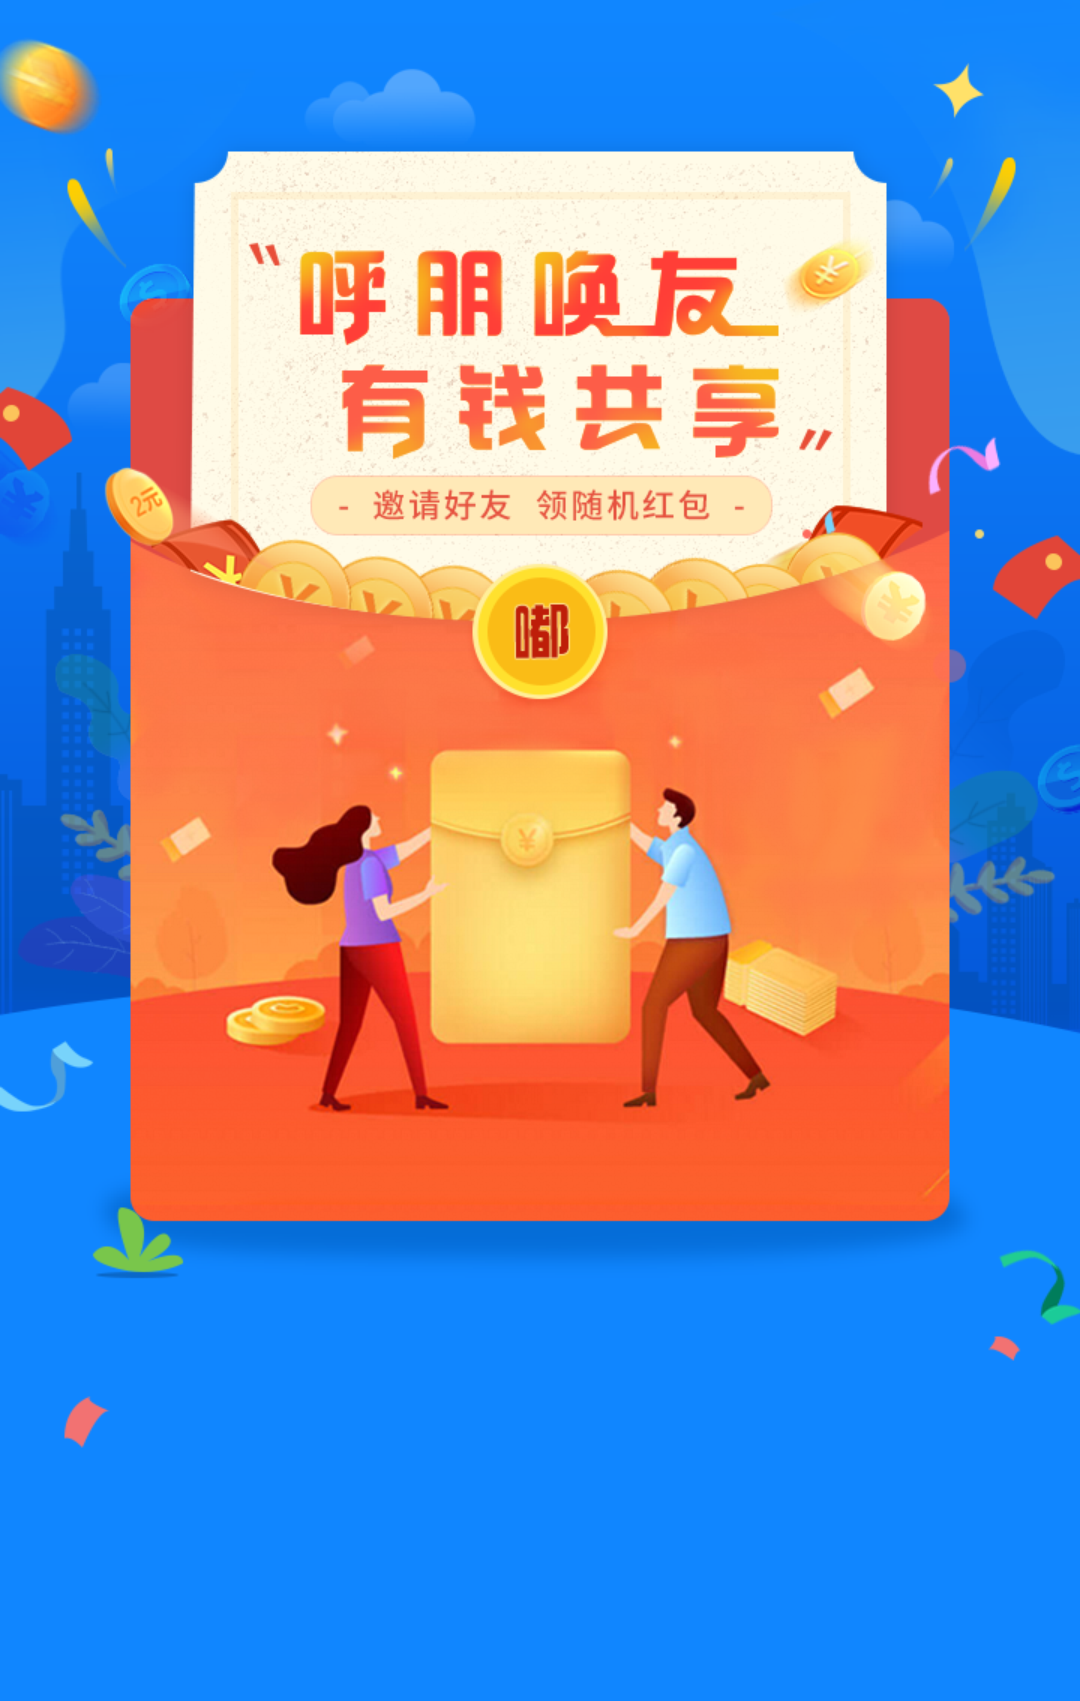 “呼朋唤友
有钱共享”
- 邀请好友 领随机红包 -
2元
嘟